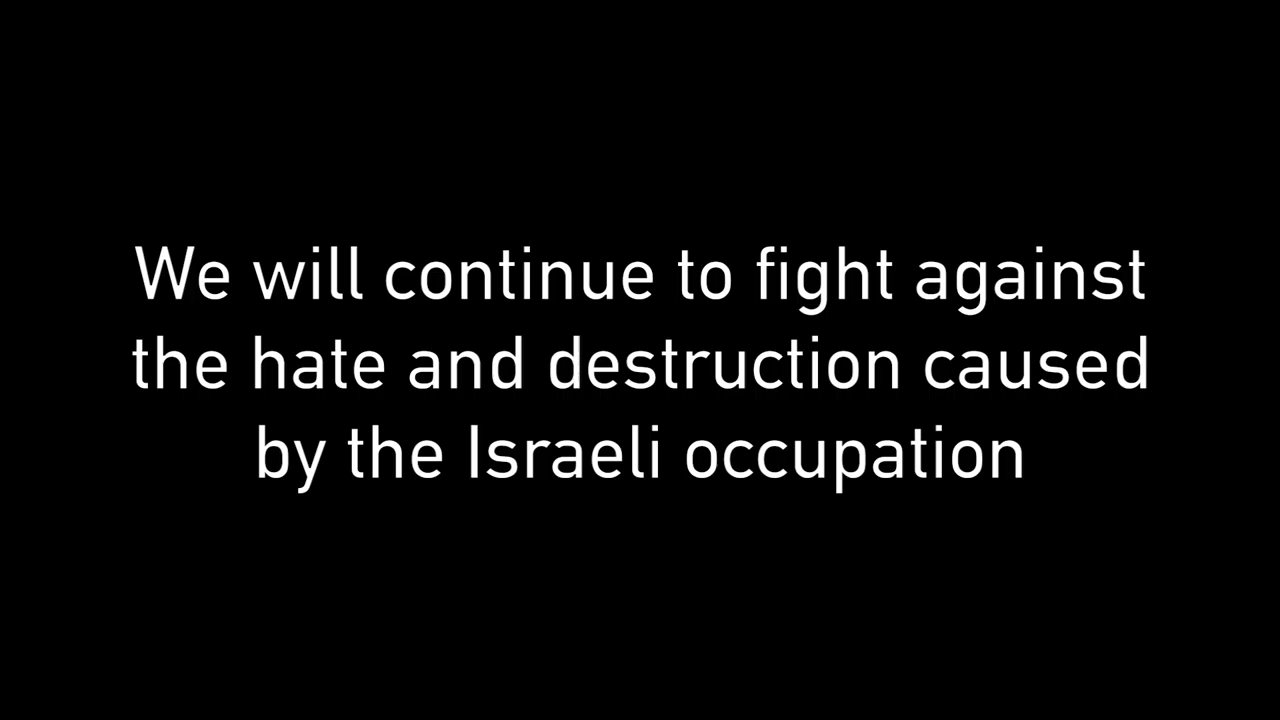 We will continue to fight against
the hate and destruction caused
by the Israeli occupation